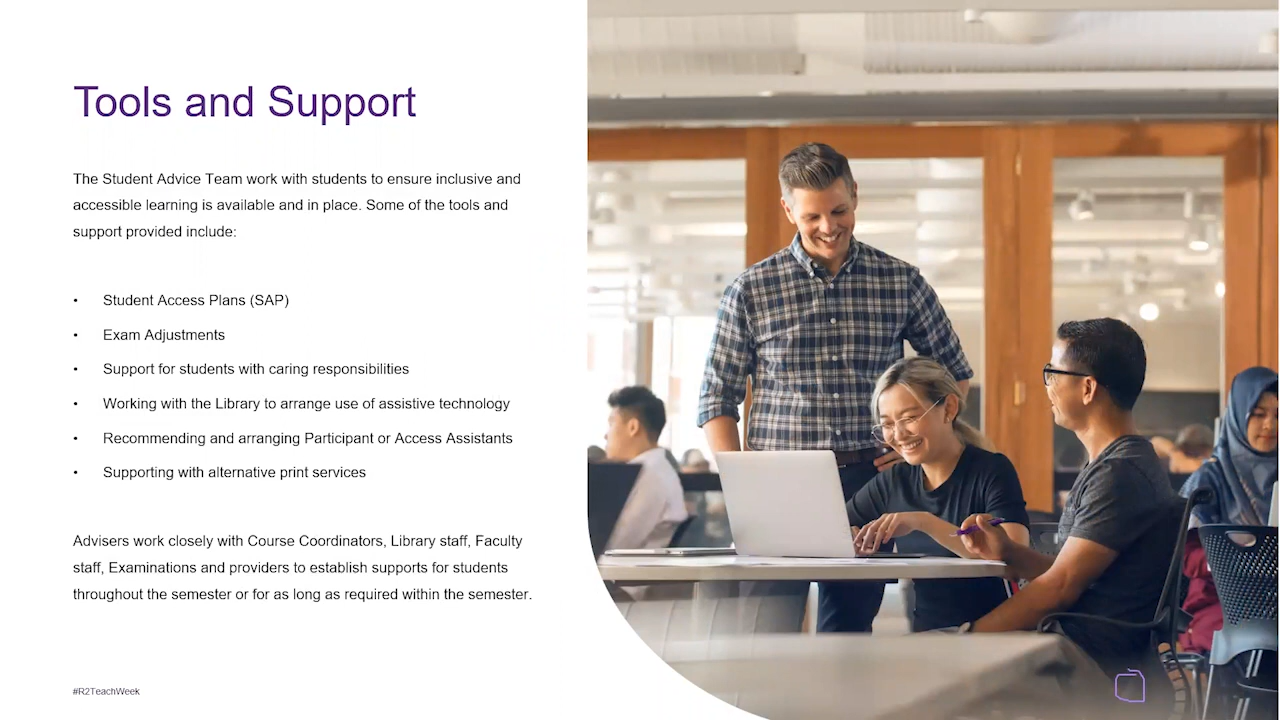 Tools and Support
The Student Advice Team work with students to ensure inclusive and
accessible learning is available and in place. Some of the tools and
support provided include:
• Student Access Plans (SAP)
• Exam Adjustments
• Support for students with caring responsibilities
• Working with the Library to arrange use of assistive technology
• Recommending and arranging Participant or Access Assistants
• Supporting with alternative print services
Advisers work closely with Course Coordinators, Library staff, Faculty
staff, Examinations and providers to establish supports for students
throughout the semester or for as long as required within the semester.
#R2TeachWeek